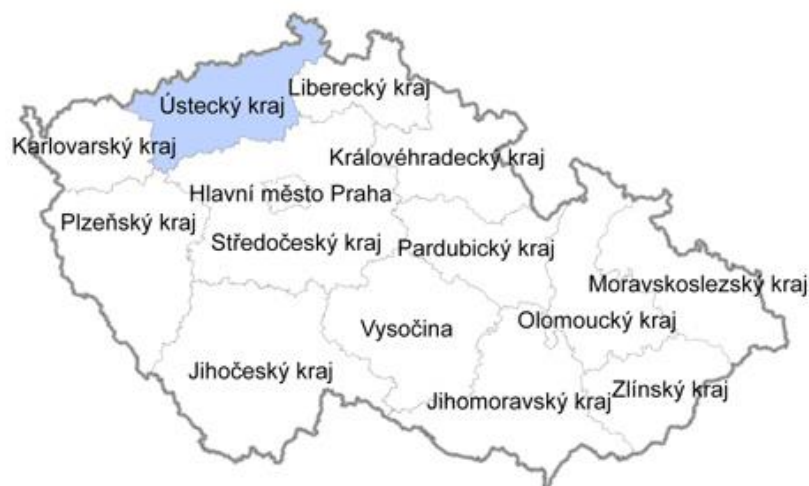 Liberecký kraj
Ústecký kraj
Karlovarský kraj
Královéhradecký kraj
Hlavní město Praha
Plzeňský kraj
Středočeský kraj
Pardubický kraj
Moravskoslezský kraj
Olomoucký kraj
Vysočina
Jihočeský kraj
Zlínský kraj
Jihomoravský kraj